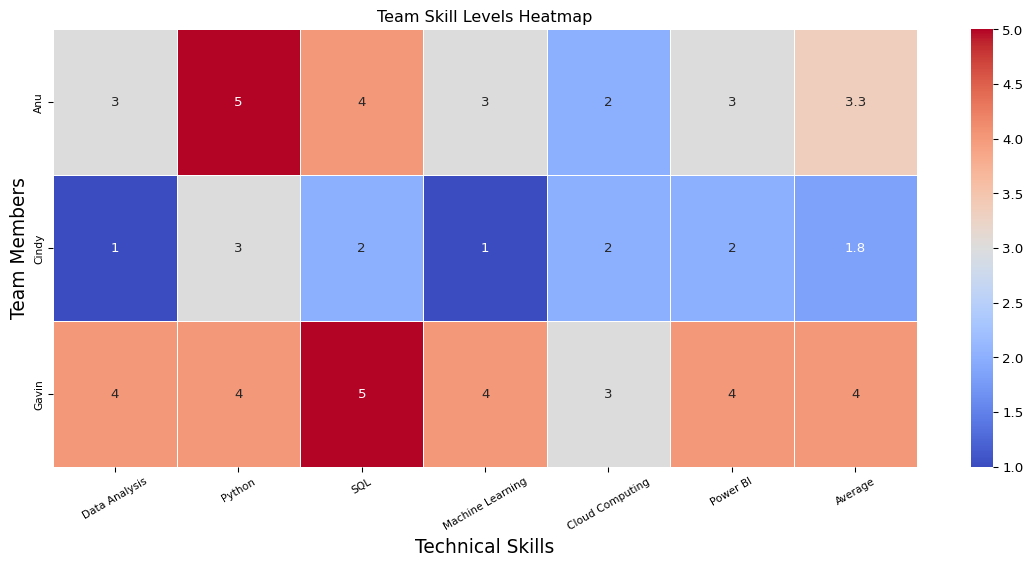 Team Skill Levels Heatmap
Team Members
Anu
3 5 4 3 2 3 3.3
Cindy
1 3 2 1 2 2 1.8
Gavin
4 4 5 4 3 4 4
Data Analysis Python SQL Machine Learning Cloud Computing Power BI Average
Technical Skills
5.0
4.5
4.0
3.5
3.0
2.5
2.0
1.5
1.0